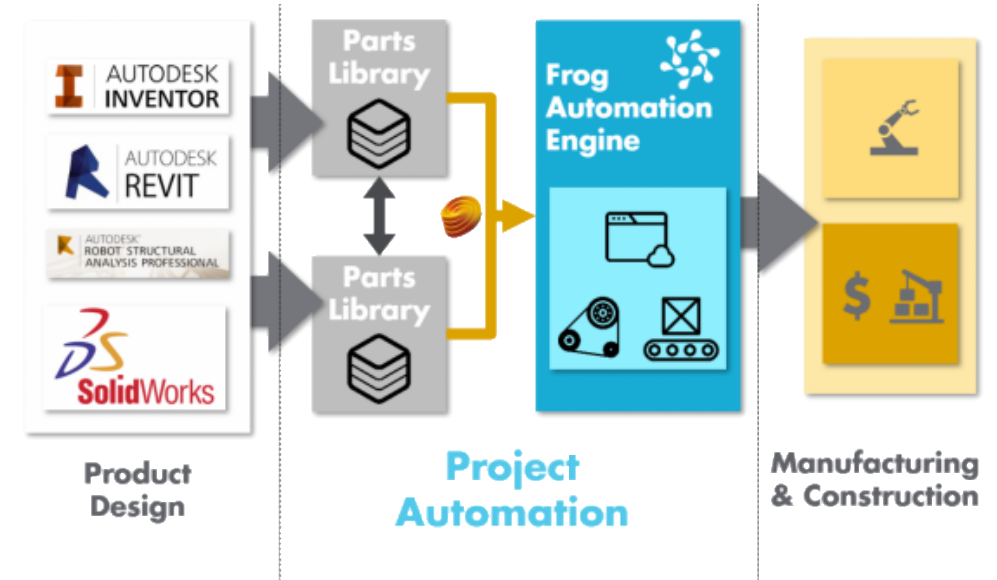 AUTODESK
INVENTOR
AUTODESK
REVIT
AUTODESK®
ROBOT STRUCTURAL
ANALYSIS PROFESSIONAL
DS
SolidWorks
Product
Design
Parts
Library
Parts
Library
Frog
Automation
Engine
Project
Automation
$
Manufacturing
& Construction